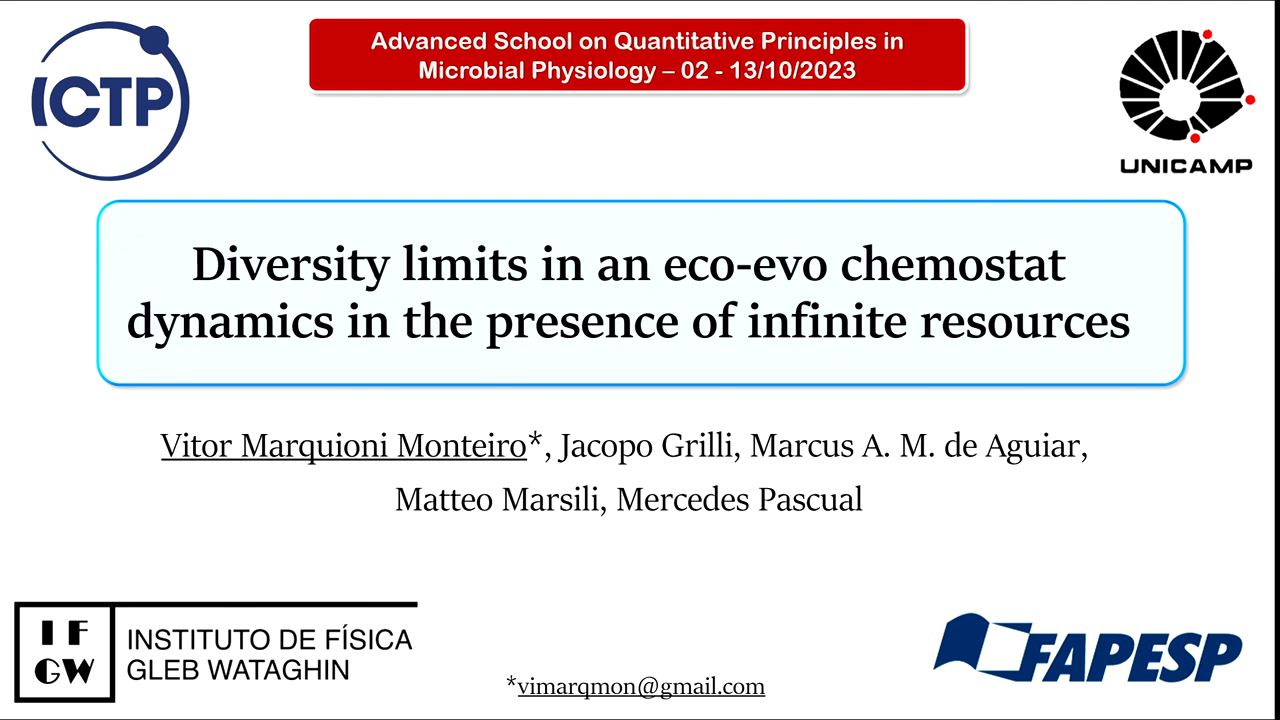 ICTP
Advanced School on Quantitative Principles in
Microbial Physiology – 02 - 13/10/2023
UNICAMP
Diversity limits in an eco-evo chemostat
dynamics in the presence of infinite resources
Vitor Marquioni Monteiro*, Jacopo Grilli, Marcus A. M. de Aguiar,
Matteo Marsili, Mercedes Pascual
IF
GW
INSTITUTO DE FÍSICA
GLEB WATAGHIN
*vimarqmon@gmail.com
FAPESP